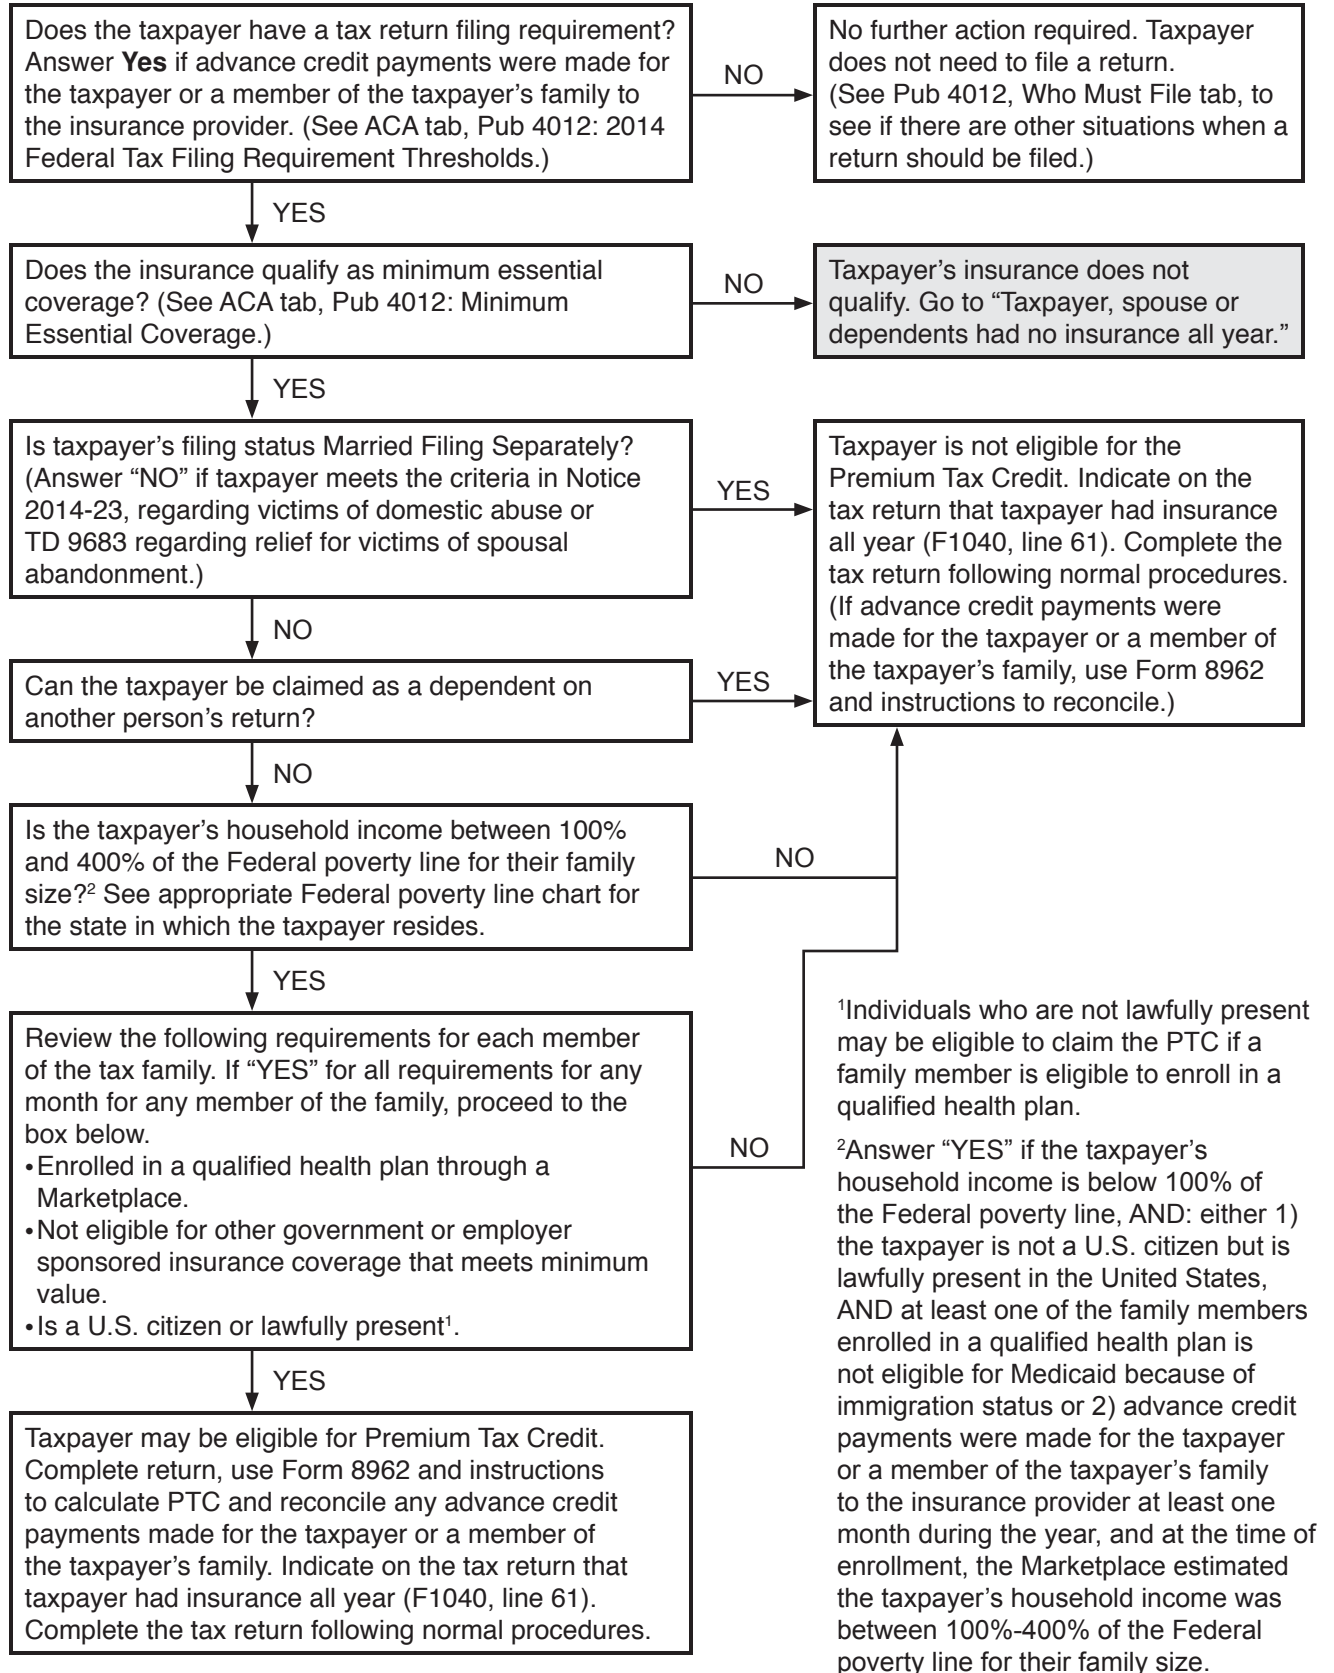 Does the taxpayer have a tax return filing requirement?
Answer Yes if advance credit payments were made for
the taxpayer or a member of the taxpayer’s family to
the insurance provider. (See ACA tab, Pub 4012: 2014
Federal Tax Filing Requirement Thresholds.)
NO
No further action required. Taxpayer
does not need to file a return.
(See Pub 4012, Who Must File tab, to
see if there are other situations when a
return should be filed.)
YES
Does the insurance qualify as minimum essential
coverage? (See ACA tab, Pub 4012: Minimum
Essential Coverage.)
NO
Taxpayer’s insurance does not
qualify. Go to “Taxpayer, spouse or
dependents had no insurance all year.”
YES
Is taxpayer’s filing status Married Filing Separately?
(Answer “NO” if taxpayer meets the criteria in Notice
2014-23, regarding victims of domestic abuse or
TD 9683 regarding relief for victims of spousal
abandonment.)
YES
Taxpayer is not eligible for the
Premium Tax Credit. Indicate on the
tax return that taxpayer had insurance
all year (F1040, line 61). Complete the
tax return following normal procedures.
(If advance credit payments were
made for the taxpayer or a member of
the taxpayer’s family, use Form 8962
and instructions to reconcile.)
NO
Can the taxpayer be claimed as a dependent on
another person’s return?
YES
NO
Is the taxpayer’s household income between 100%
and 400% of the Federal poverty line for their family
size?² See appropriate Federal poverty line chart for
the state in which the taxpayer resides.
NO
YES
Review the following requirements for each member
of the tax family. If “YES” for all requirements for any
month for any member of the family, proceed to the
box below.
• Enrolled in a qualified health plan through a
Marketplace.
• Not eligible for other government or employer
sponsored insurance coverage that meets minimum
value.
• Is a U.S. citizen or lawfully present¹.
NO
YES
Taxpayer may be eligible for Premium Tax Credit.
Complete return, use Form 8962 and instructions
to calculate PTC and reconcile any advance credit
payments made for the taxpayer or a member of
the taxpayer’s family. Indicate on the tax return that
taxpayer had insurance all year (F1040, line 61).
Complete the tax return following normal procedures.
¹Individuals who are not lawfully present
may be eligible to claim the PTC if a
family member is eligible to enroll in a
qualified health plan.
²Answer “YES” if the taxpayer’s
household income is below 100% of
the Federal poverty line, AND: either 1)
the taxpayer is not a U.S. citizen but is
lawfully present in the United States,
AND at least one of the family members
enrolled in a qualified health plan is
not eligible for Medicaid because of
immigration status or 2) advance credit
payments were made for the taxpayer
or a member of the taxpayer’s family
to the insurance provider at least one
month during the year, and at the time of
enrollment, the Marketplace estimated
the taxpayer’s household income was
between 100%-400% of the Federal
poverty line for their family size.